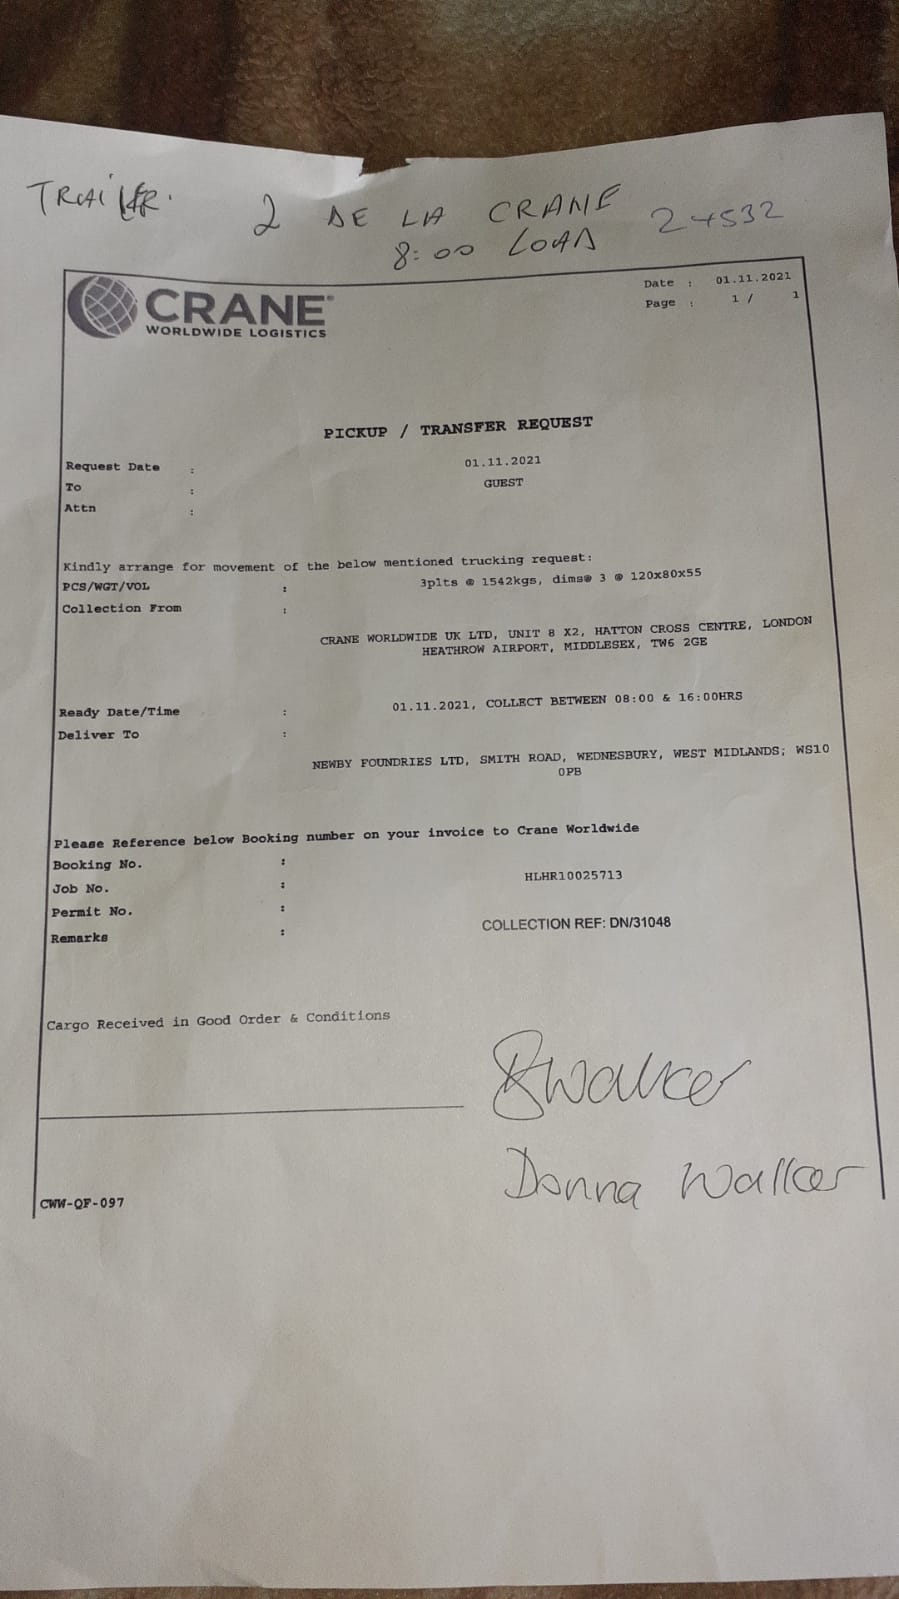 TRAILER. 2 DE LA CRANE 24532
8:00 LOAD
CRANE
WORLDWIDE LOGISTICS
Date : 01.11.2021
Page : 1 / 1
PICKUP / TRANSFER REQUEST
Request Date : 01.11.2021
To : GUEST
Attn :
Kindly arrange for movement of the below mentioned trucking request:
PCS/WGT/VOL : 3plts @ 1542kgs, dims@ 3 @ 120x80x55
Collection From :
CRANE WORLDWIDE UK LTD, UNIT 8 X2, HATTON CROSS CENTRE, LONDON
HEATHROW AIRPORT, MIDDLESEX, TW6 2GE
Ready Date/Time : 01.11.2021, COLLECT BETWEEN 08:00 & 16:00HRS
Deliver To :
NEWBY FOUNDRIES LTD, SMITH ROAD, WEDNESBURY, WEST MIDLANDS; WS10
0PB
Please Reference below Booking number on your invoice to Crane Worldwide
Booking No. :
Job No. : HLHR10025713
Permit No. :
Remarks : COLLECTION REF: DN/31048
Cargo Received in Good Order & Conditions
DWalker
Donna Walker
CWW-QF-097